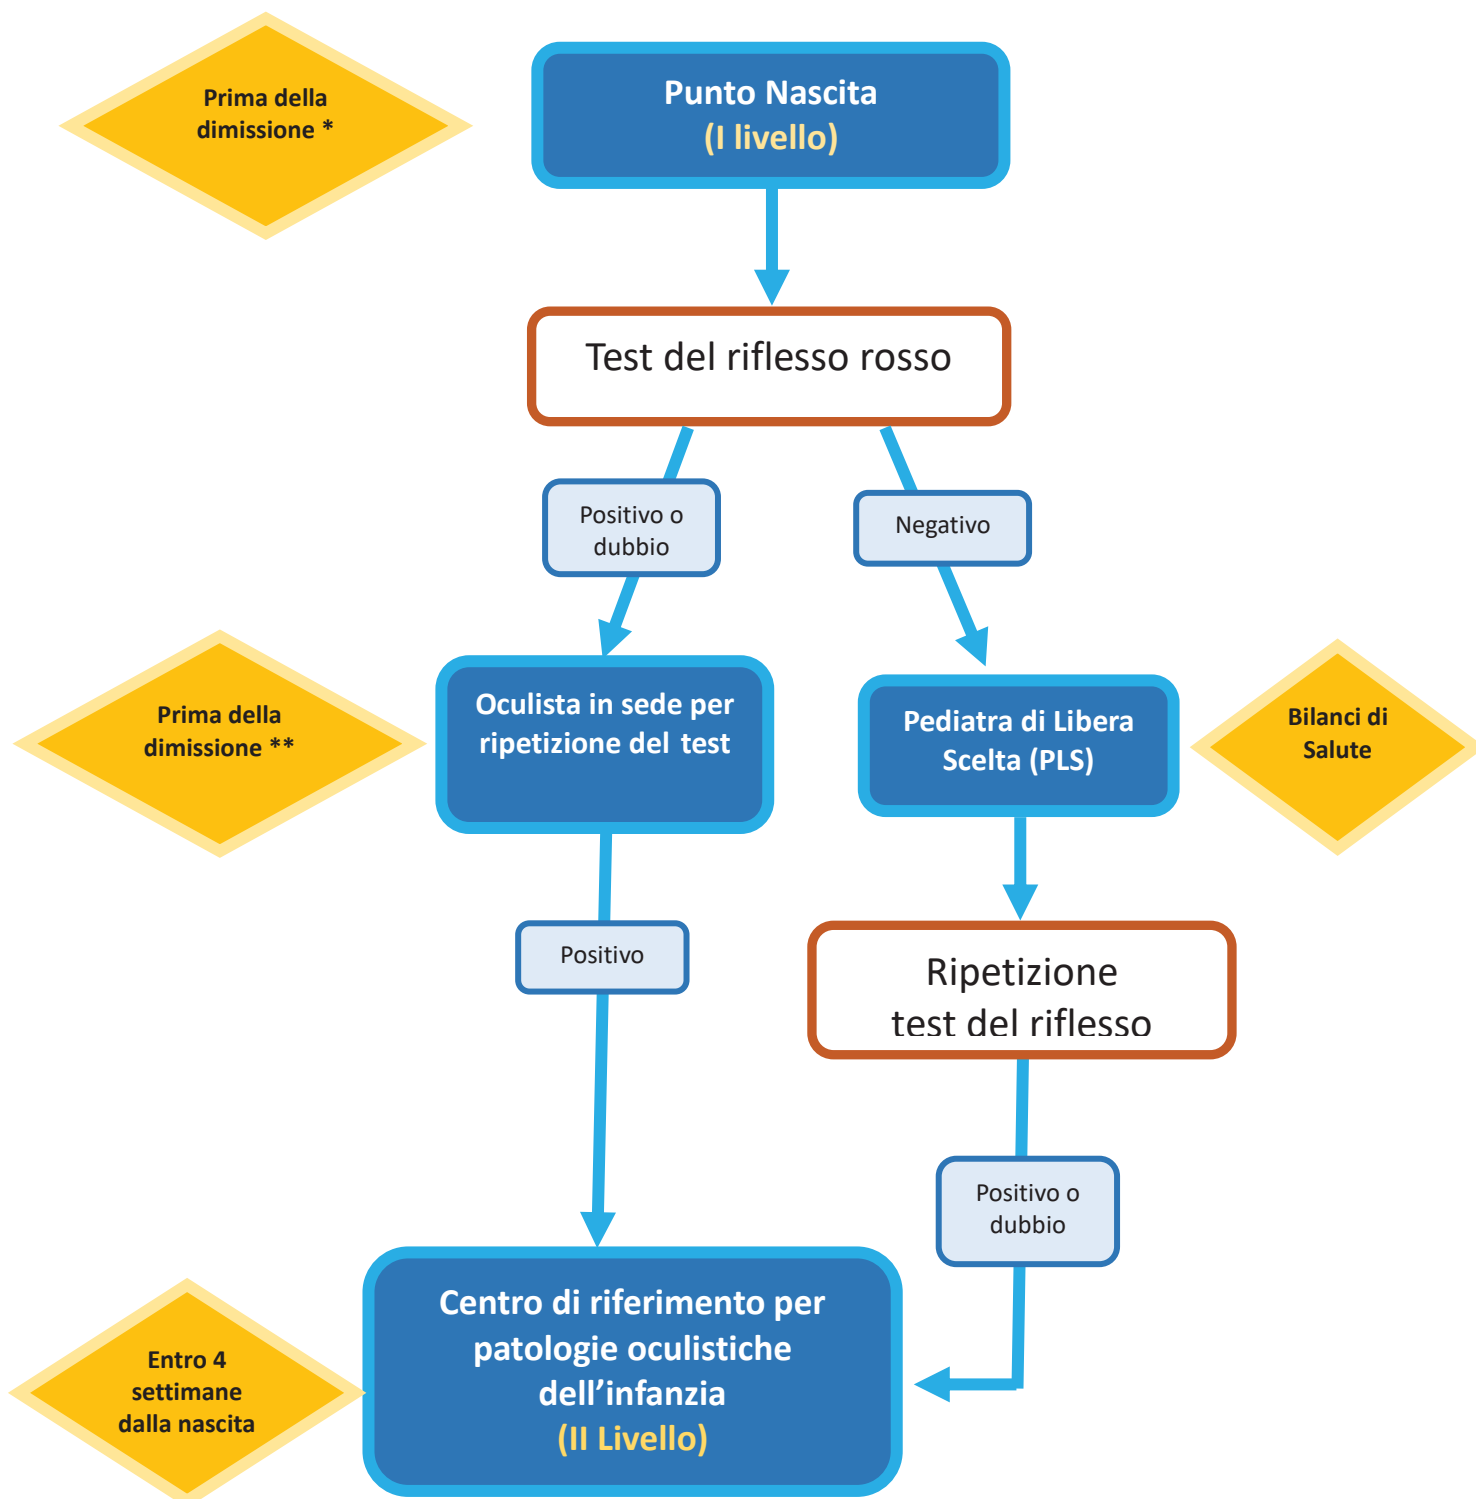 Prima della
dimissione *
Punto Nascita
(I livello)
Test del riflesso rosso
Positivo o
dubbio
Negativo
Prima della
dimissione **
Oculista in sede per
ripetizione del test
Pediatra di Libera
Scelta (PLS)
Bilanci di
Salute
Positivo
Ripetizione
test del riflesso
Positivo o
dubbio
Centro di riferimento per
patologie oculistiche
dell'infanzia
(II Livello)
Entro 4
settimane
dalla nascita